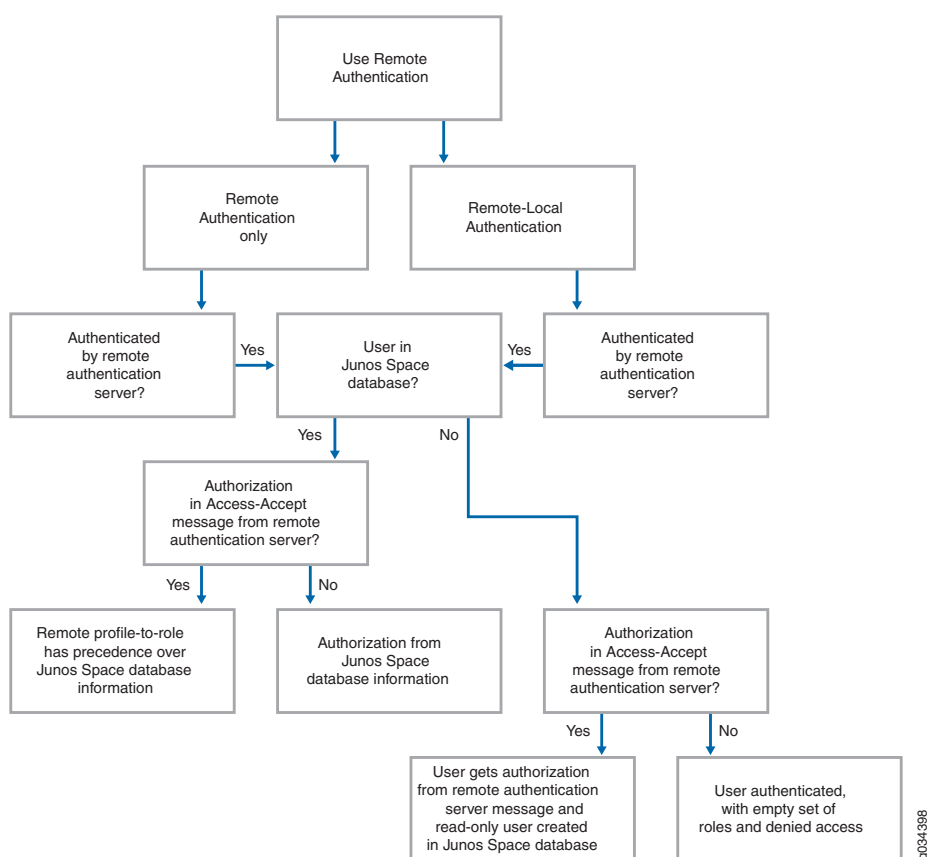 Use Remote
Authentication
Remote
Authentication
only
Remote-Local
Authentication
Authenticated
by remote
authentication
server?
Yes
User in
Junos Space
database?
Yes
Authenticated
by remote
authentication
server?
Yes
No
Authorization
in Access-Accept
message from remote
authentication server?
Yes
No
Remote profile-to-role
has precedence over
Junos Space database
information
Authorization from
Junos Space
database information
Authorization
in Access-Accept
message from remote
authentication server?
Yes
No
User gets authorization
from remote authentication
server message and
read-only user created
in Junos Space database
User authenticated,
with empty set of
roles and denied access
g034398